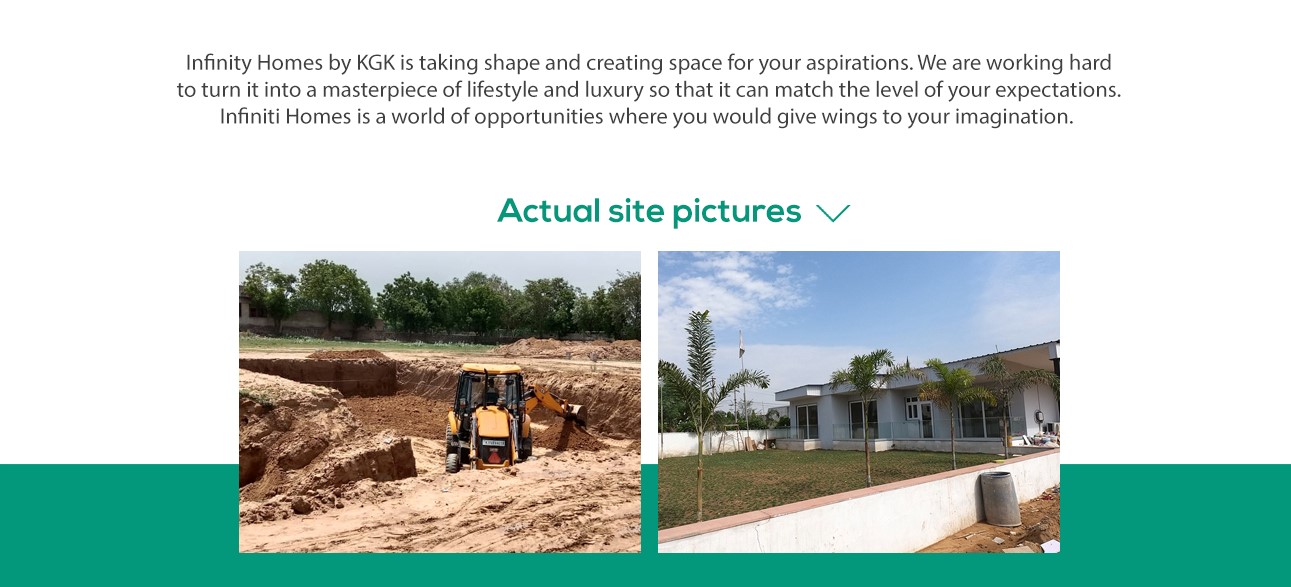 Infinity Homes by KGK is taking shape and creating space for your aspirations. We are working hard
to turn it into a masterpiece of lifestyle and luxury so that it can match the level of your expectations.
Infiniti Homes is a world of opportunities where you would give wings to your imagination.
Actual site pictures